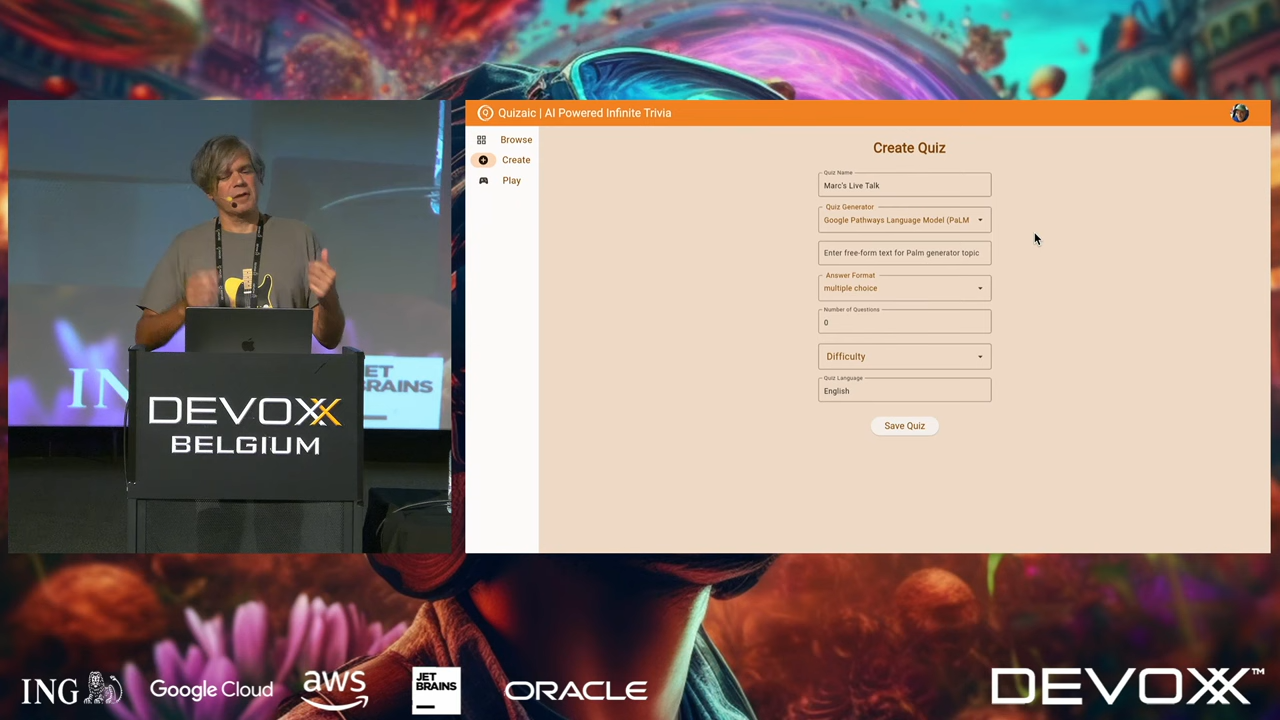 Quizaic | AI Powered Infinite Trivia
Browse
Create
Play
Create Quiz
Quiz Name
Marc's Live Talk
Quiz Generator
Google Pathways Language Model (PaLM
Enter free-form text for Palm generator topic
Answer Format
multiple choice
Number of Questions
0
Difficulty
Quiz Language
English
Save Quiz
IN
JET
BRAINS
DEVOXX
BELGIUM
ING
Google Cloud
aws
JET
BRAINS
ORACLE
DEVOXX™